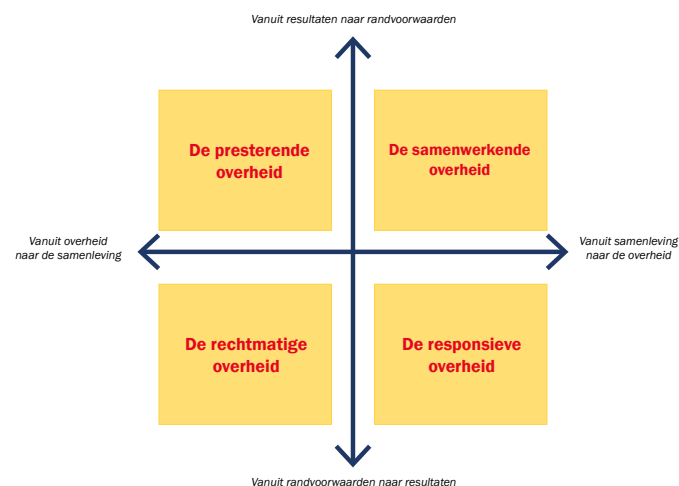 Vanuit resultaten naar randvoorwaarden
De presterende
overheid
De samenwerkende
overheid
Vanuit overheid
naar de samenleving
Vanuit samenleving
naar de overheid
De rechtmatige
overheid
De responsieve
overheid
Vanuit randvoorwaarden naar resultaten